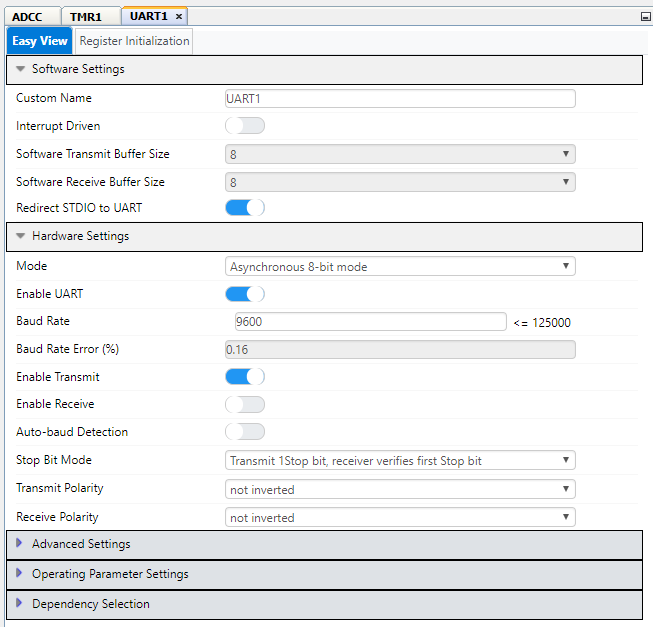 ADCC TMR1 UART1 ×
Easy View Register Initialization
Software Settings
Custom Name UART1
Interrupt Driven
Software Transmit Buffer Size 8
Software Receive Buffer Size 8
Redirect STDIO to UART
Hardware Settings
Mode Asynchronous 8-bit mode
Enable UART
Baud Rate 9600 <= 125000
Baud Rate Error (%) 0.16
Enable Transmit
Enable Receive
Auto-baud Detection
Stop Bit Mode Transmit 1Stop bit, receiver verifies first Stop bit
Transmit Polarity not inverted
Receive Polarity not inverted
Advanced Settings
Operating Parameter Settings
Dependency Selection